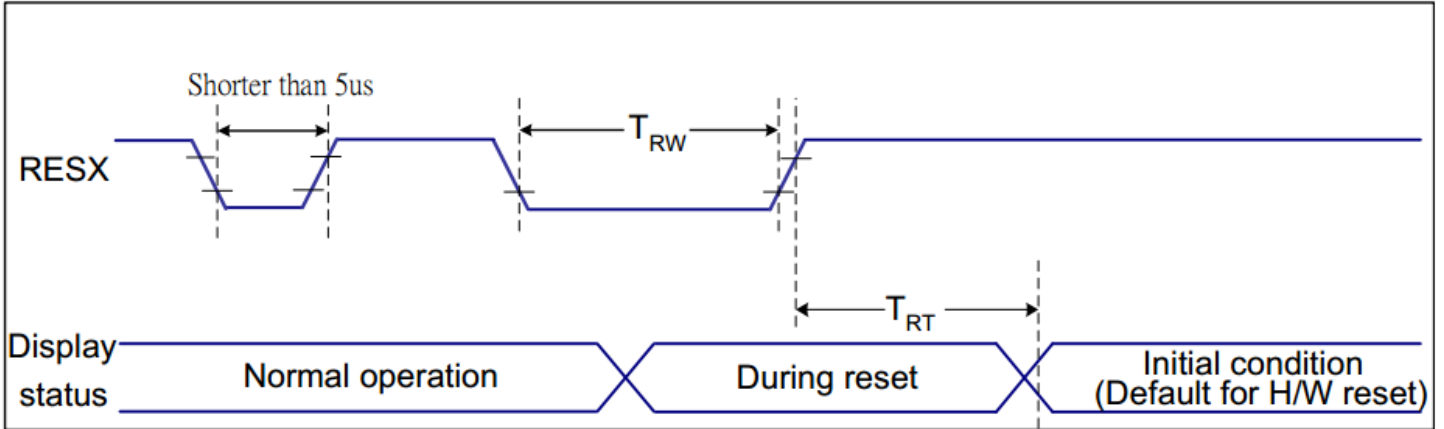 Shorter than 5us
RESX
TRW
TRT
Display
status
Normal operation
During reset
Initial condition
(Default for H/W reset)